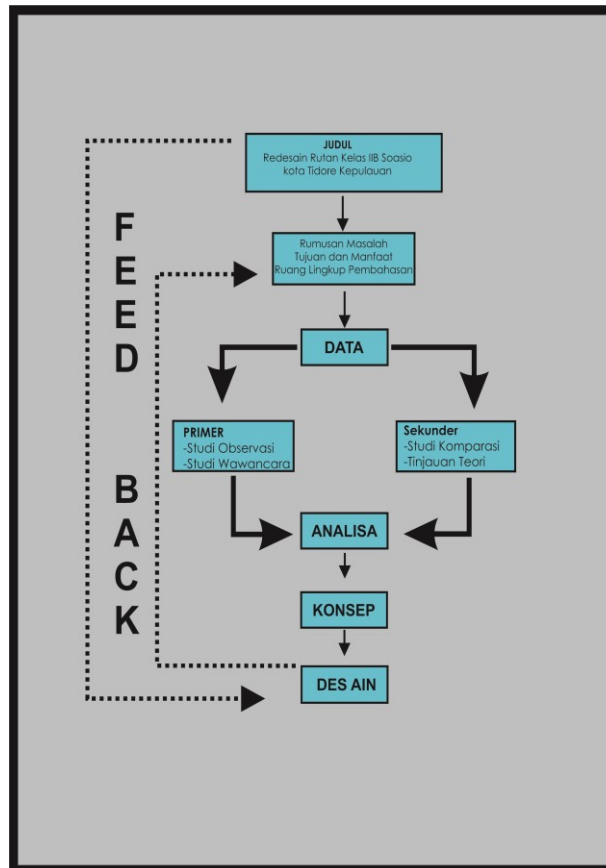 JUDUL
Redesain Rutan Kelas IIB Soasio
kota Tidore Kepulauan
Rumusan Masalah
Tujuan dan Manfaat
Ruang Lingkup Pembahasan
DATA
PRIMER
-Studi Observasi
-Studi Wawancara
Sekunder
-Studi Komparasi
-Tinjauan Teori
ANALISA
KONSEP
DES AIN
FEED
BACK